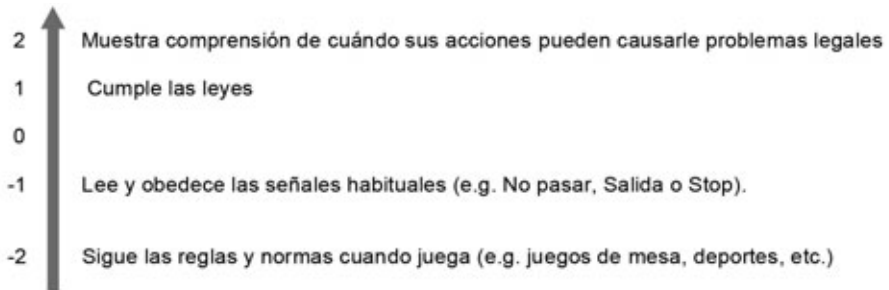 2 Muestra comprensión de cuándo sus acciones pueden causarle problemas legales
1 Cumple las leyes
0
-1 Lee y obedece las señales habituales (e.g. No pasar, Salida o Stop).
-2 Sigue las reglas y normas cuando juega (e.g. juegos de mesa, deportes, etc.)